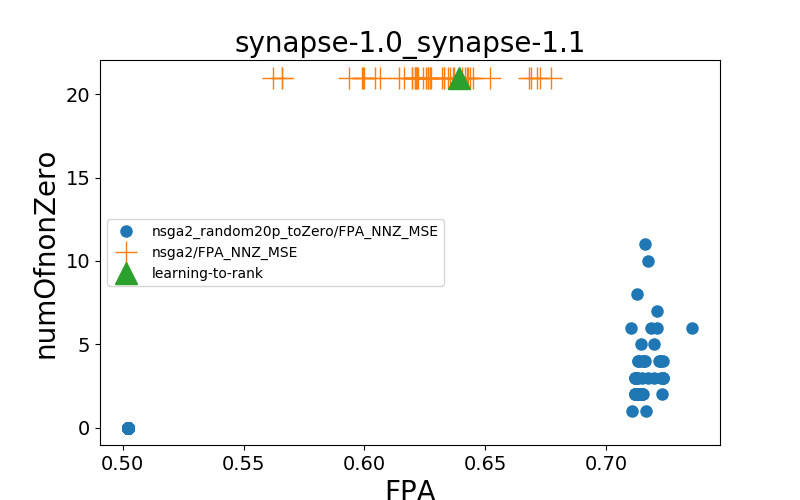 synapse-1.0_synapse-1.1
numOfnonZero
20
15
10
5
0
nsga2_random20p_toZero/FPA_NNZ_MSE
nsga2/FPA_NNZ_MSE
learning-to-rank
0.50 0.55 0.60 0.65 0.70
FPA